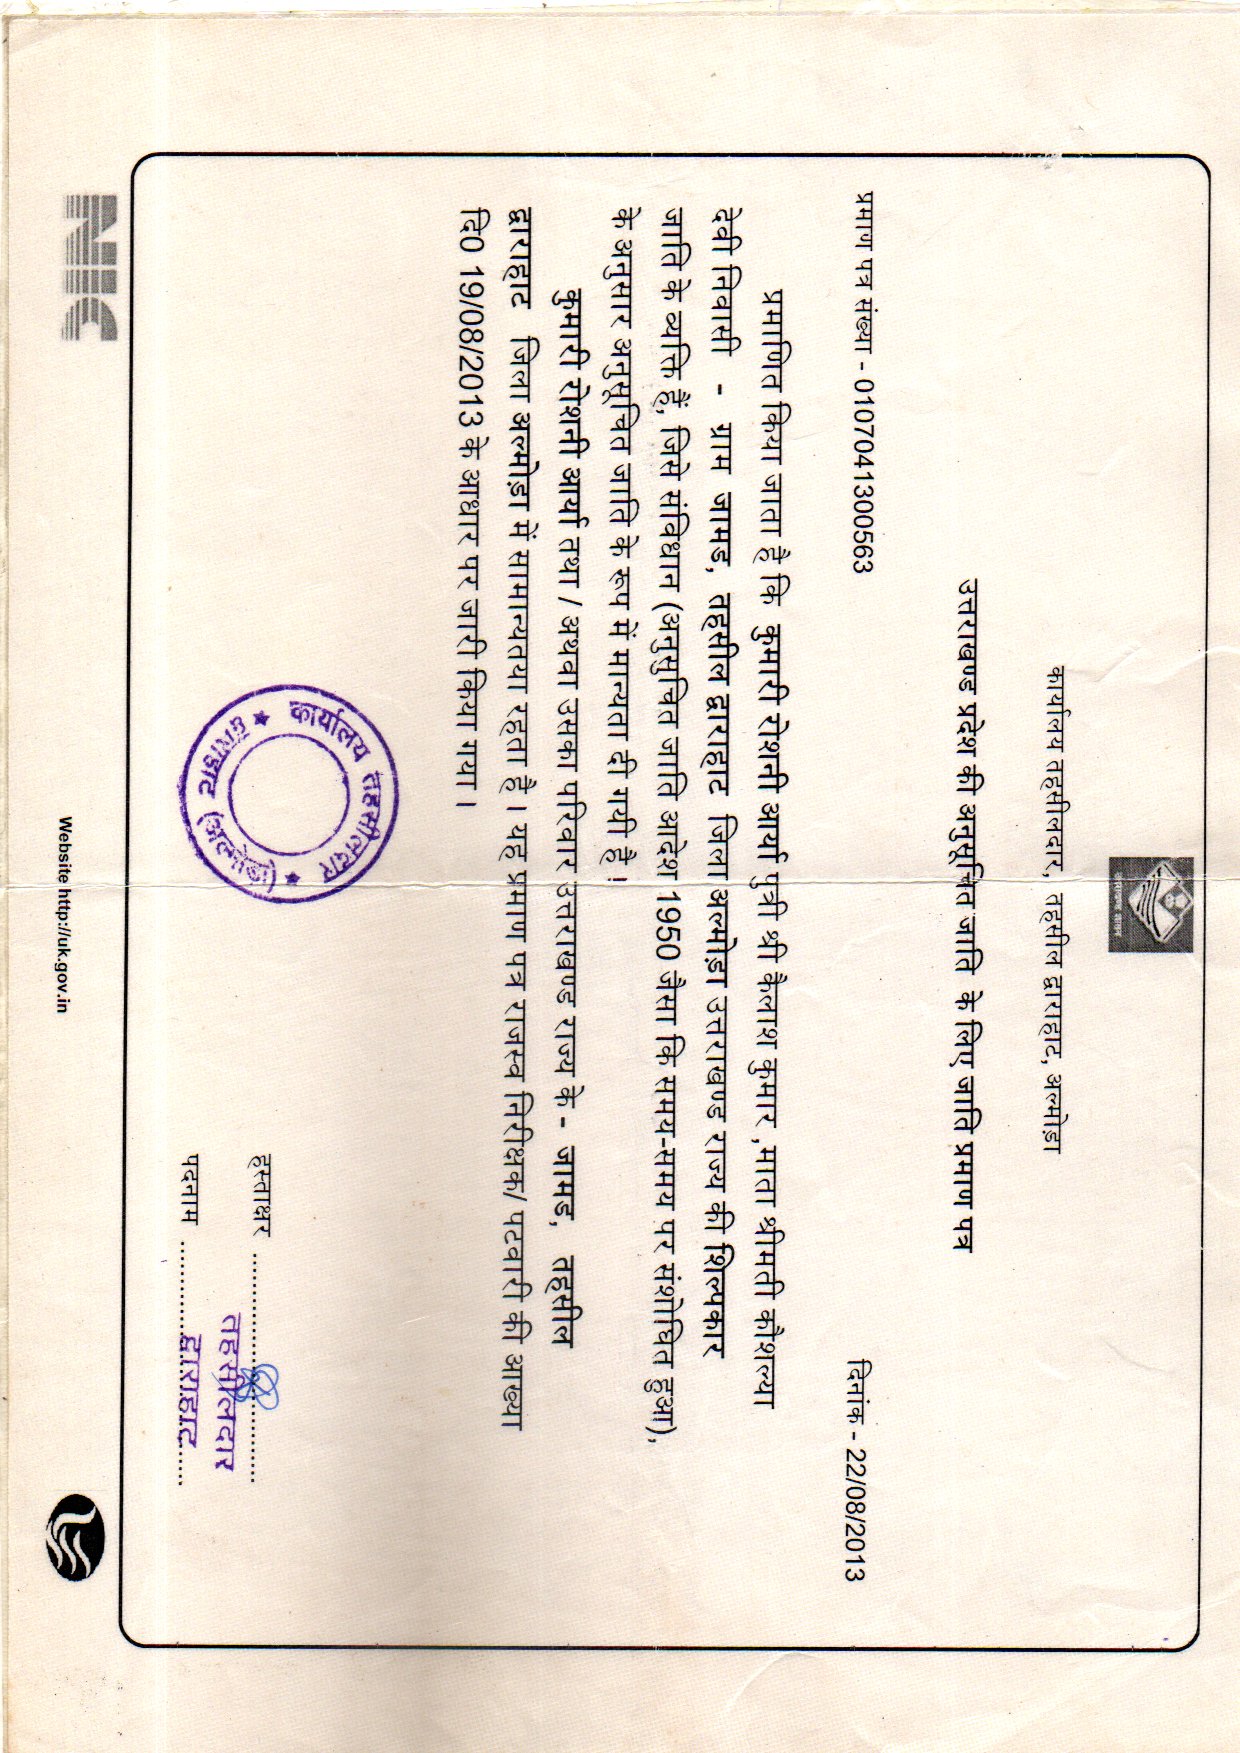 कार्यालय तहसीलदार, तहसील द्वाराहाट, अल्मोड़ा
उत्तराखण्ड प्रदेश की अनुसूचित जाति के लिए जाति प्रमाण पत्र
प्रमाण पत्र संख्या - 0107041300563 दिनांक - 22/08/2013
प्रमाणित किया जाता है कि कुमारी रोशनी आर्या पुत्री श्री कैलाश कुमार ,माता श्रीमती कौशल्या
देवी निवासी - ग्राम जामड, तहसील द्वाराहाट जिला अल्मोड़ा उत्तराखण्ड राज्य की शिल्पकार
जाति के व्यक्ति हैं, जिसे संविधान (अनुसुचित जाति आदेश 1950 जैसा कि समय-समय पर संशोधित हुआ),
के अनुसार अनुसूचित जाति के रूप में मान्यता दी गयी है !
कुमारी रोशनी आर्या तथा / अथवा उसका परिवार उत्तराखण्ड राज्य के - जामड, तहसील
द्वाराहाट जिला अल्मोड़ा में सामान्यतया रहता है । यह प्रमाण पत्र राजस्व निरीक्षक/ पटवारी की आख्या
दि0 19/08/2013 के आधार पर जारी किया गया ।
कार्यालय तहसीलदार
द्वाराहाट (अल्मोड़ा)
हस्ताक्षर ..............................
तहसीलदार
पदनाम ..............................
द्वाराहाट
NIC
Website http://uk.gov.in